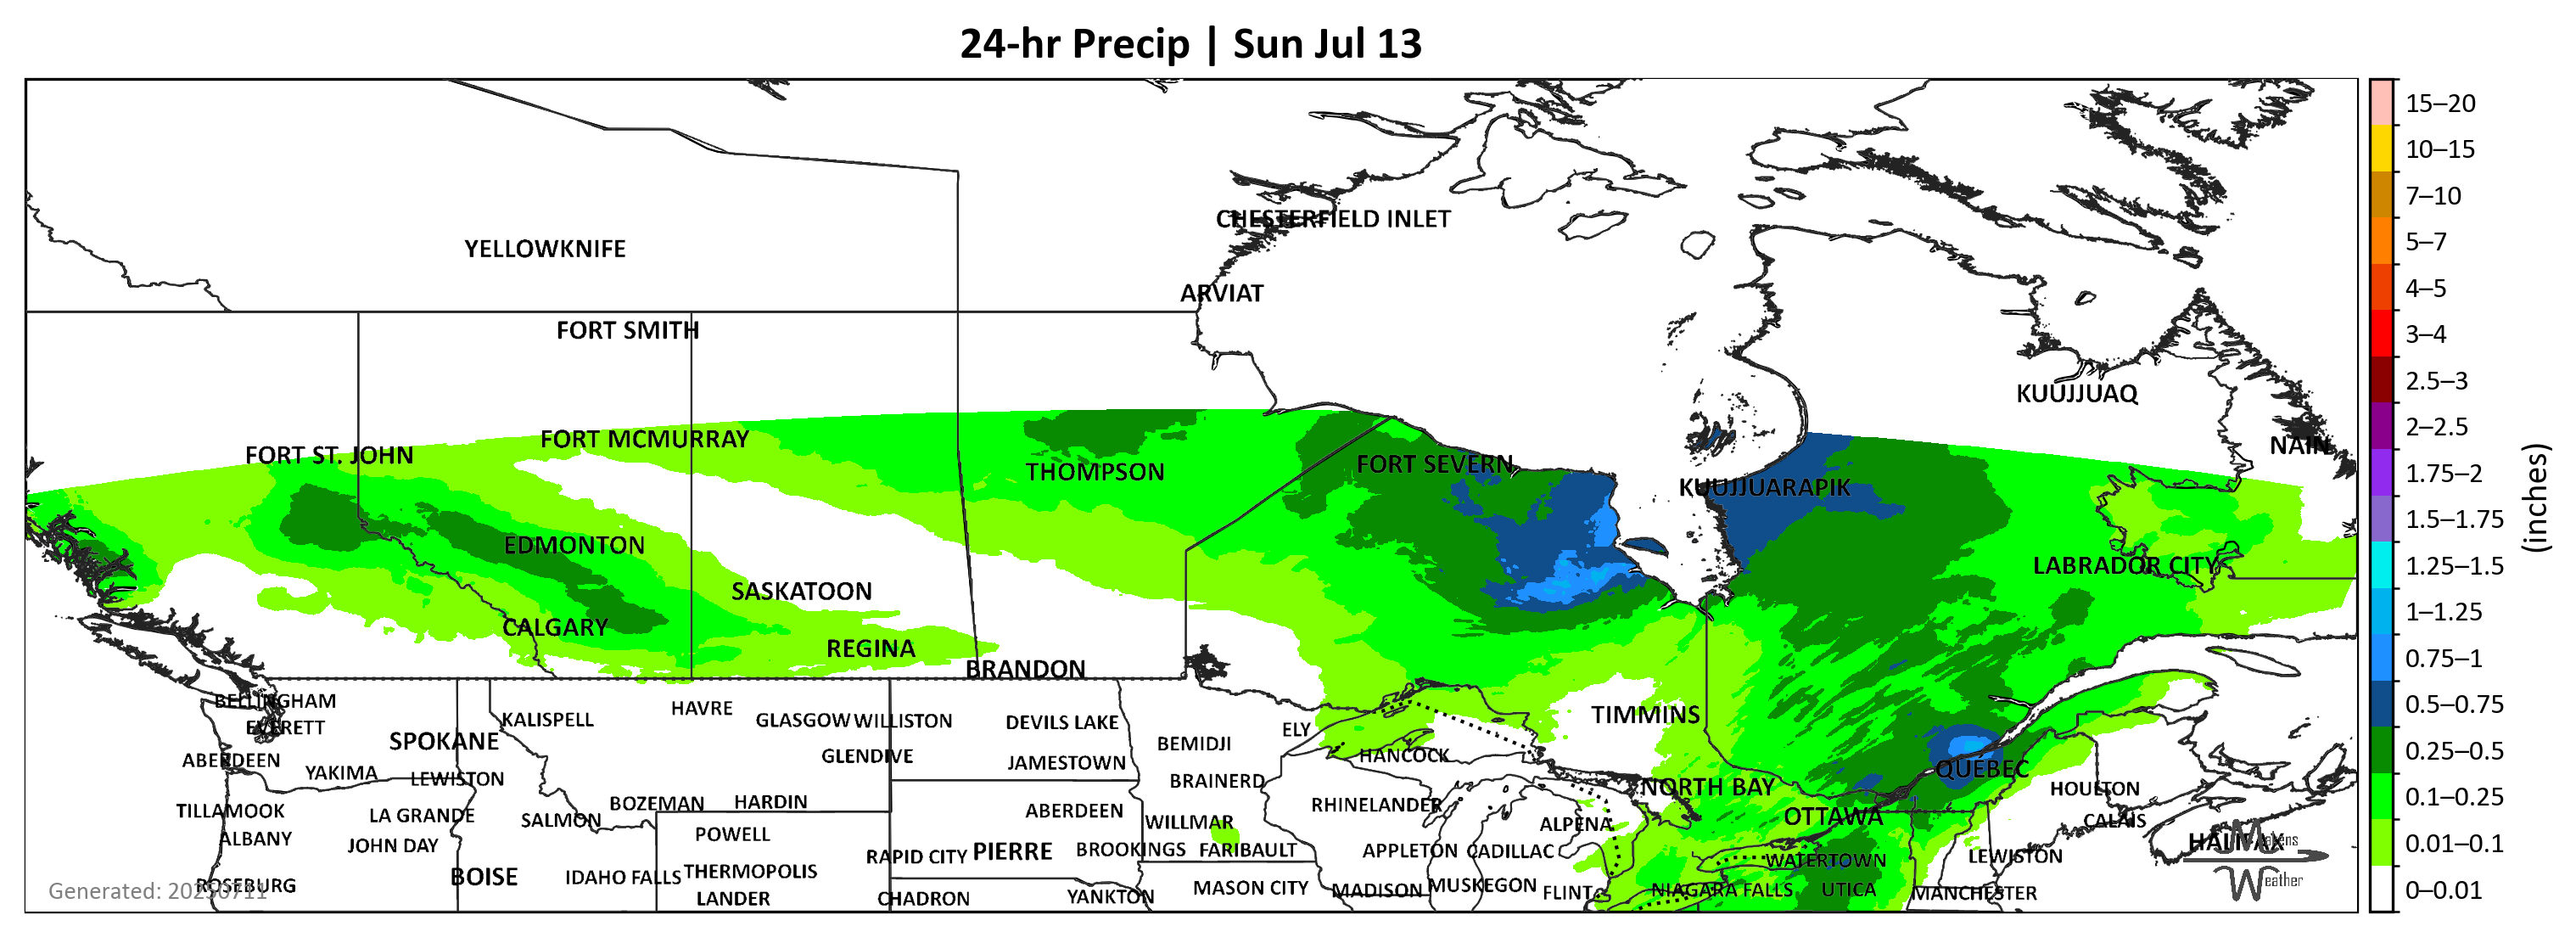 24-hr Precip | Sun Jul 13
15–20
10–15
7–10
5–7
4–5
3–4
2.5–3
2–2.5
1.75–2
1.5–1.75
1.25–1.5
1–1.25
0.75–1
0.5–0.75
0.25–0.5
0.1–0.25
0.01–0.1
0–0.01
(inches)
CHESTERFIELD INLET
YELLOWKNIFE
ARVIAT
FORT SMITH
KUUJJUAQ
FORT MCMURRAY
NAIN
FORT ST. JOHN
FORT SEVERN
THOMPSON
KUUJJUARAPIK
EDMONTON
LABRADOR CITY
SASKATOON
CALGARY
REGINA
BRANDON
BELLINGHAM
HAVRE
TIMMINS
KALISPELL
GLASGOW WILLISTON
DEVILS LAKE
EVERETT
ELY
SPOKANE
BEMIDJI
GLENDIVE
HANCOCK
ABERDEEN
JAMESTOWN
QUEBEC
YAKIMA
LEWISTON
BRAINERD
NORTH BAY
HOULTON
BOZEMAN
HARDIN
RHINELANDER
TILLAMOOK
LA GRANDE
ABERDEEN
OTTAWA
SALMON
WILLMAR
ALPENA
CALAIS
ALBANY
POWELL
JOHN DAY
HALIFAX
BROOKINGS
FARIBAULT
APPLETON
CADILLAC
RAPID CITY
PIERRE
LEWISTON
WATERTOWN
BOISE
IDAHO FALLS
THERMOPOLIS
ROSEBURG
MASON CITY
MADISON
MUSKEGON
FLINT
NIAGARA FALLS
UTICA
MANCHESTER
LANDER
CHADRON
YANKTON
Generated: 20250711
Matens
Weather